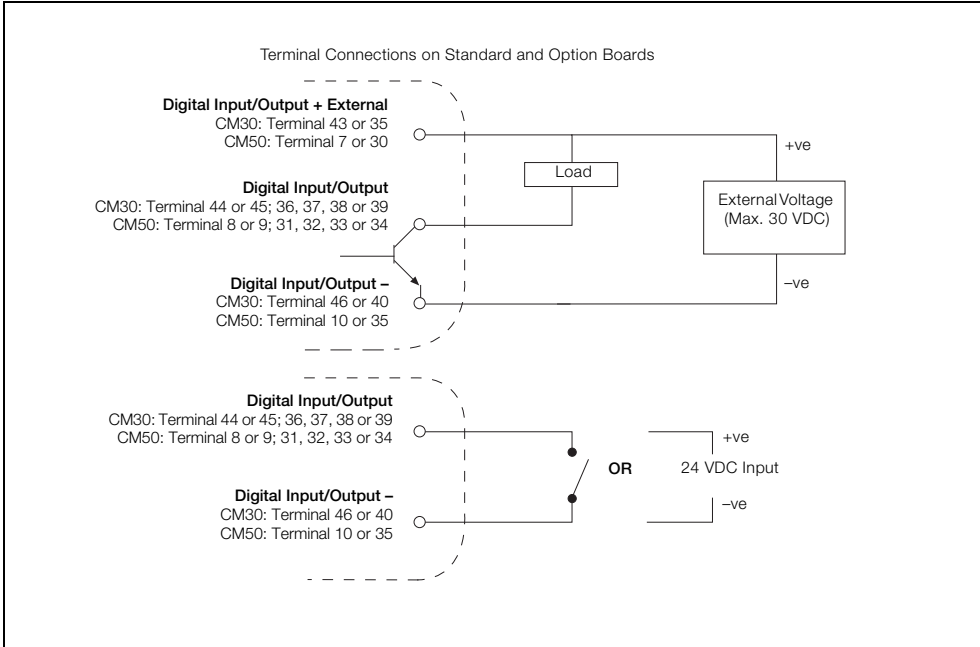 Terminal Connections on Standard and Option Boards
Digital Input/Output + External
CM30: Terminal 43 or 35
CM50: Terminal 7 or 30
+ve
Load
Digital Input/Output
CM30: Terminal 44 or 45; 36, 37, 38 or 39
CM50: Terminal 8 or 9; 31, 32, 33 or 34
External Voltage
(Max. 30 VDC)
Digital Input/Output –
CM30: Terminal 46 or 40
CM50: Terminal 10 or 35
–ve
Digital Input/Output
CM30: Terminal 44 or 45; 36, 37, 38 or 39
CM50: Terminal 8 or 9; 31, 32, 33 or 34
+ve
OR
24 VDC Input
–ve
Digital Input/Output –
CM30: Terminal 46 or 40
CM50: Terminal 10 or 35